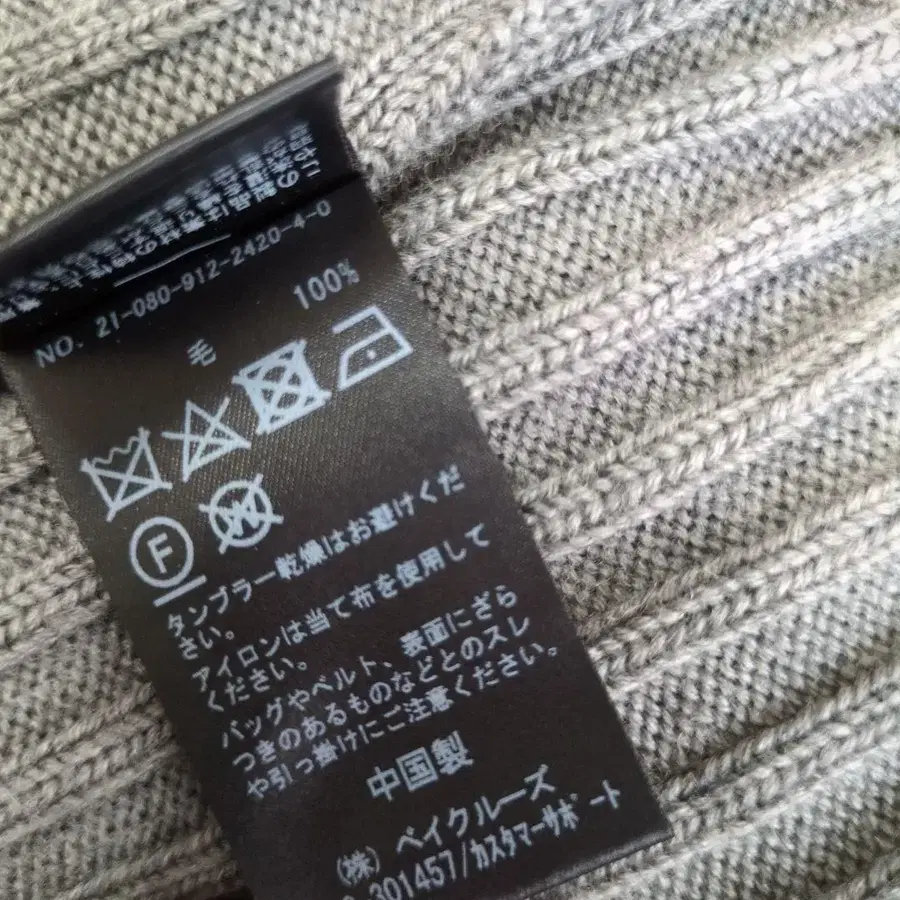 NO. 21-080-912-2420-4-0
毛 100%
F W
タンブラー乾燥はお避けくだ
さい。
アイロンは当て布を使用して
ください。
バッグやベルト、表面にざら
つきのあるものなどとのスレ
や引っ掛けにご注意ください。
中国製
(株) ベイクルーズ
301457/カスタマーサポート